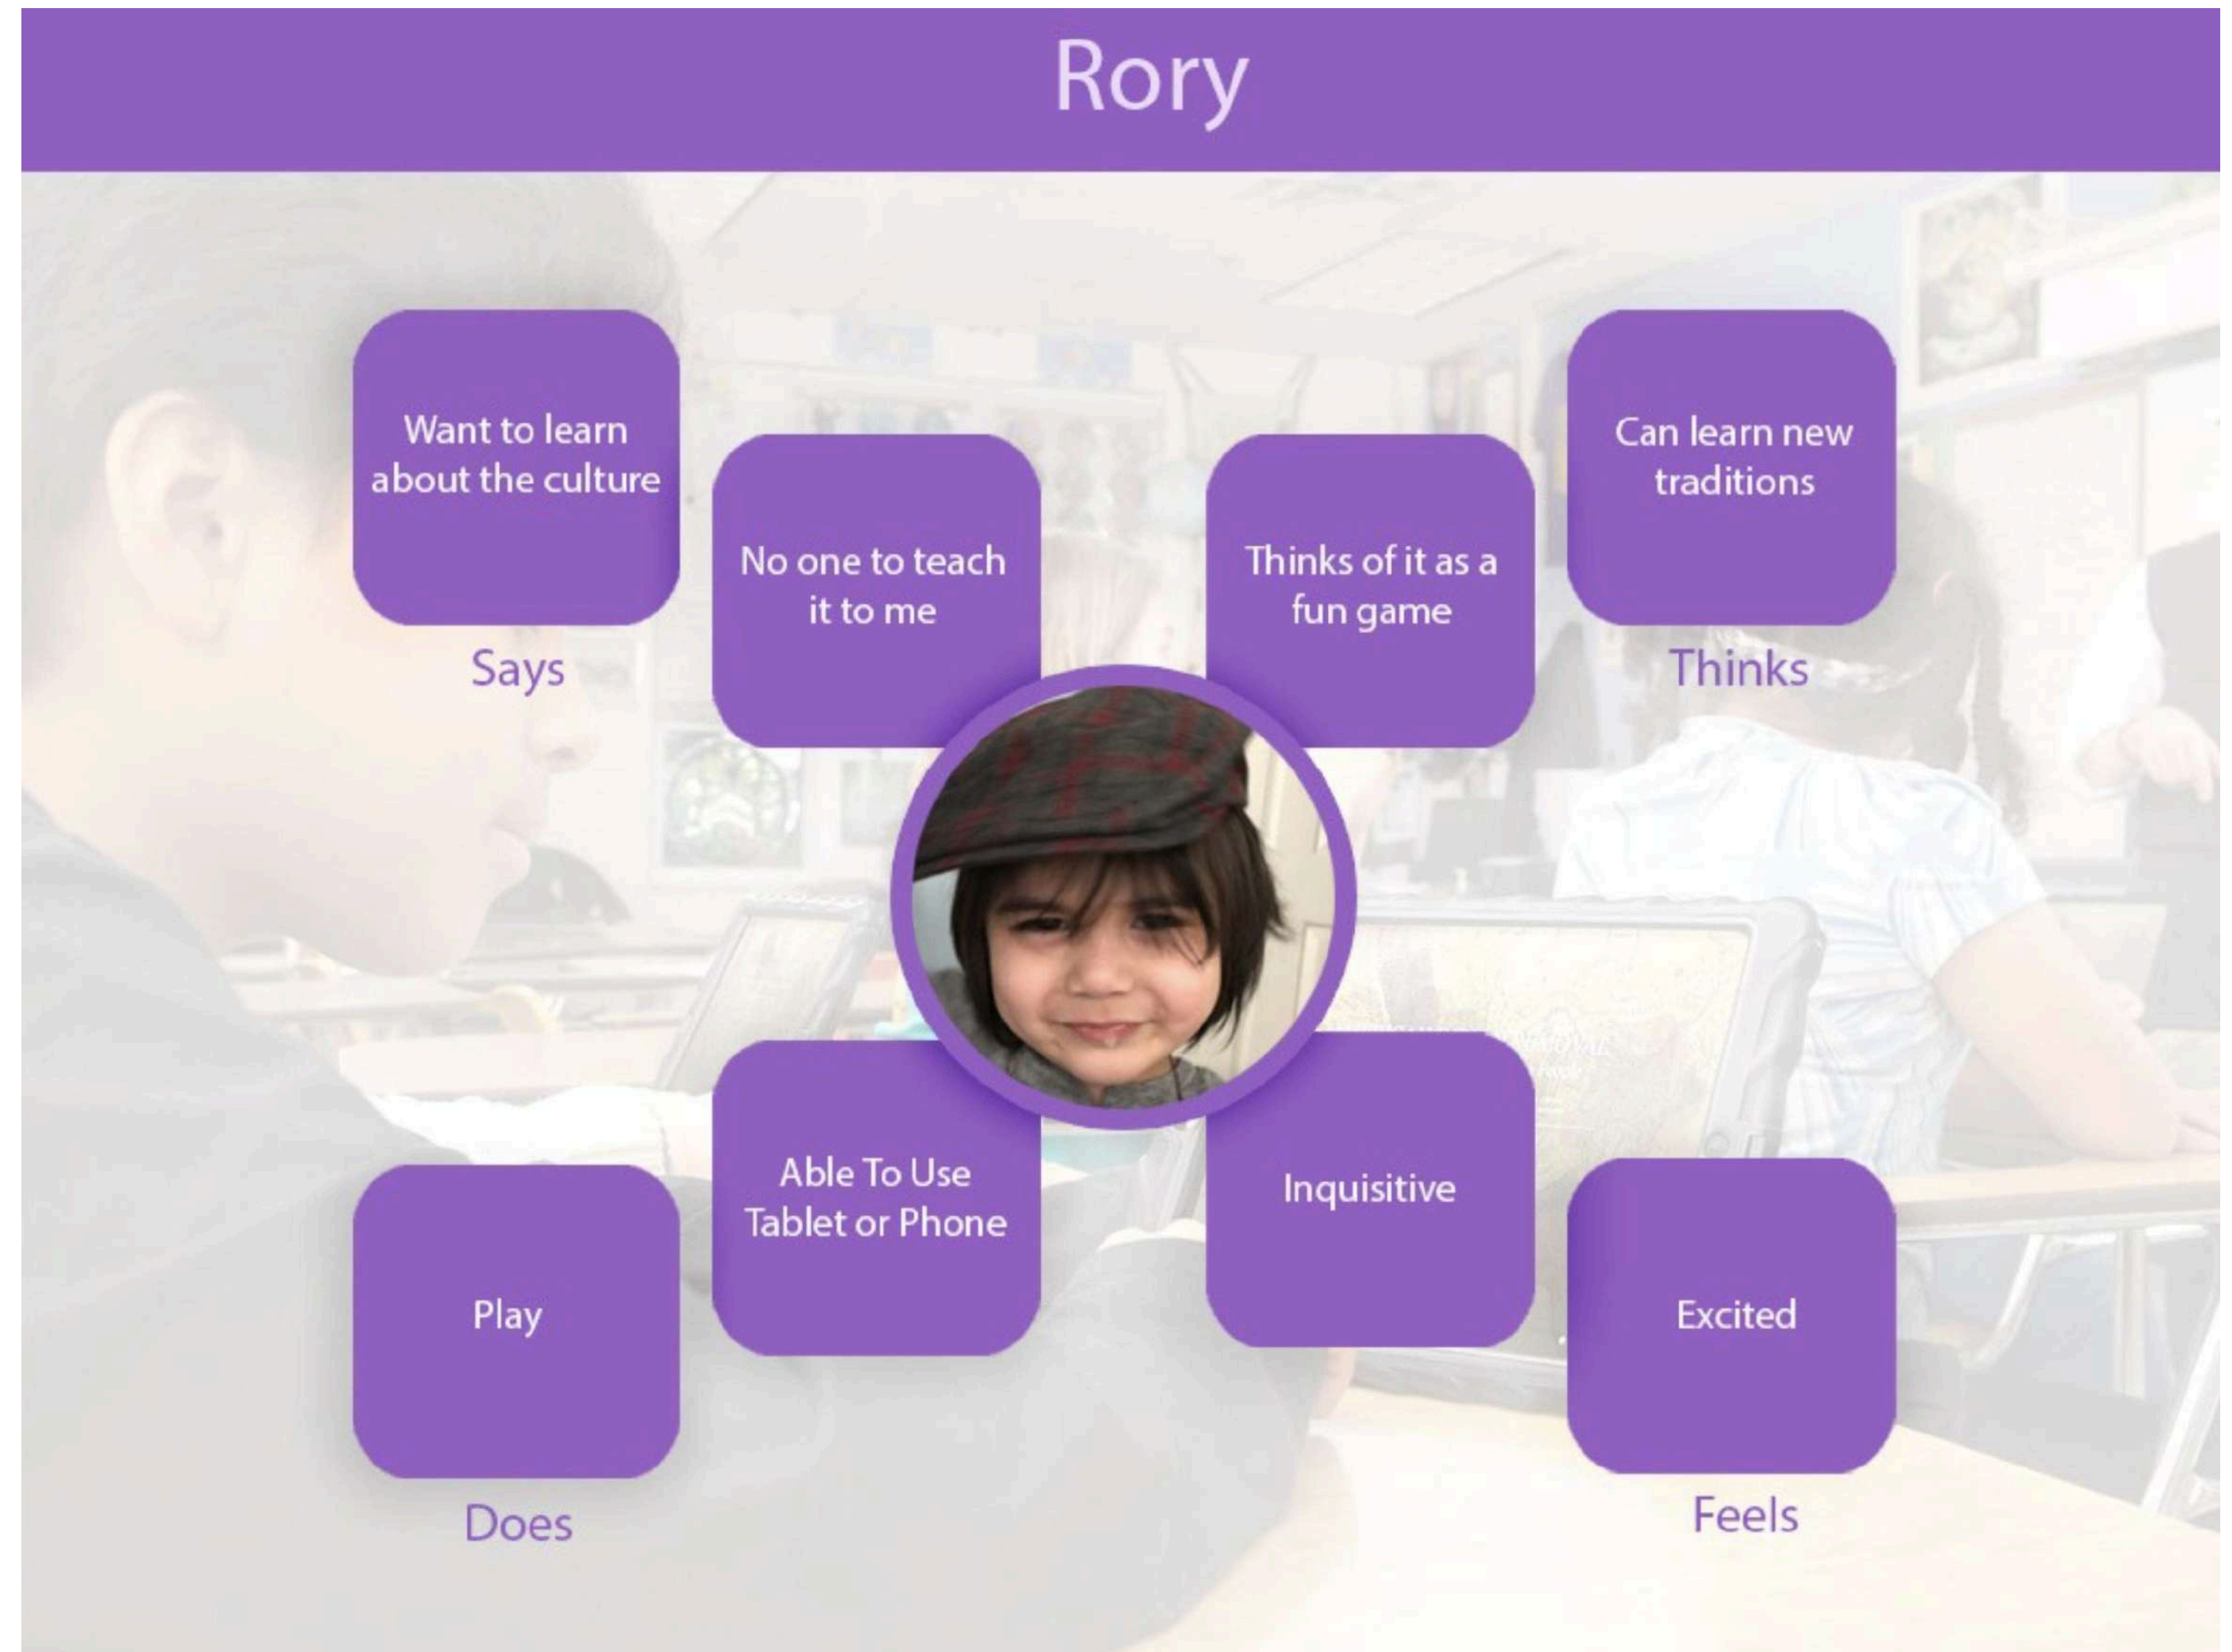 Rory
Want to learn
about the culture
No one to teach
it to me
Says
Thinks of it as a
fun game
Can learn new
traditions
Thinks
Able To Use
Tablet or Phone
Play
Does
Inquisitive
Excited
Feels